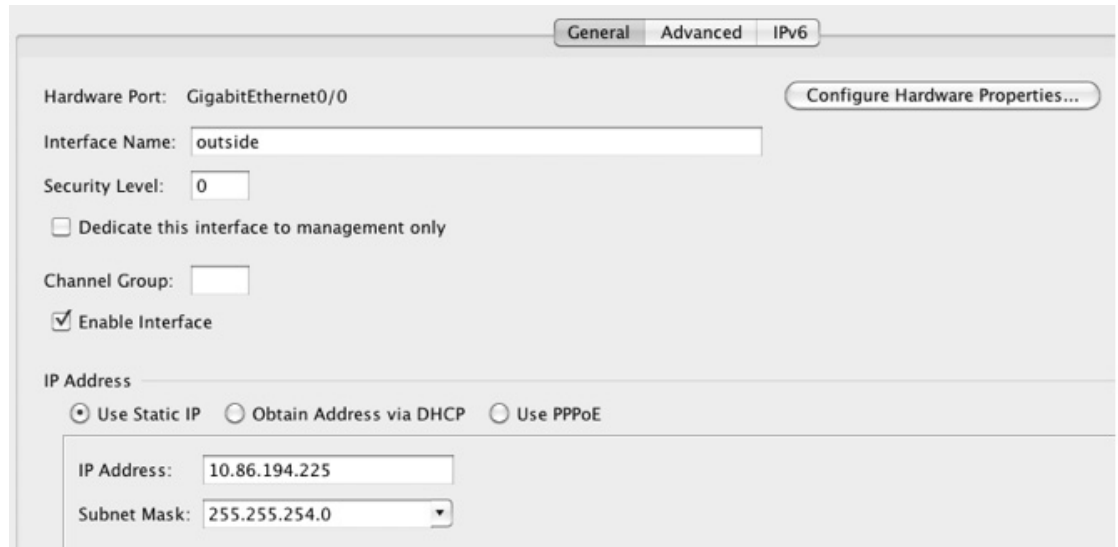 General Advanced IPv6
Hardware Port: GigabitEthernet0/0 Configure Hardware Properties...
Interface Name: outside
Security Level: 0
Dedicate this interface to management only
Channel Group:
Enable Interface
IP Address
Use Static IP Obtain Address via DHCP Use PPPoE
IP Address: 10.86.194.225
Subnet Mask: 255.255.254.0